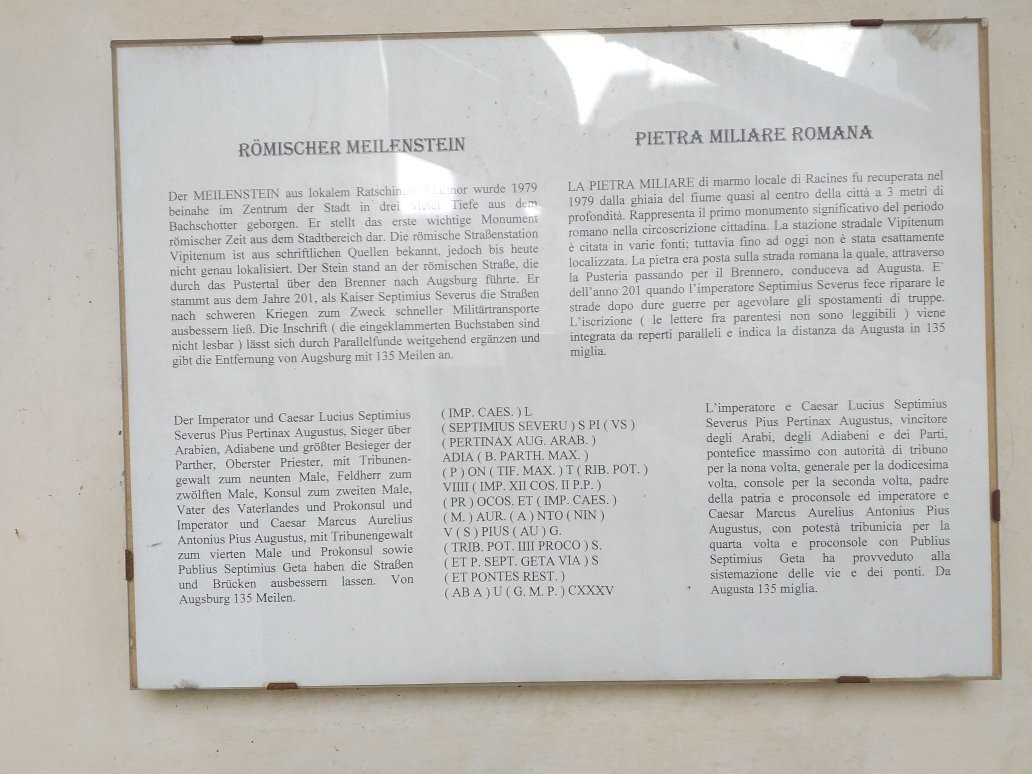 RÖMISCHER MEILENSTEIN
Der MEILENSTEIN aus lokalem Ratschinger Marmor wurde 1979
beinahe im Zentrum der Stadt in drei Meter Tiefe aus dem
Bachschotter geborgen. Er stellt das erste wichtige Monument
römischer Zeit aus dem Stadtbereich dar. Die römische Straßenstation
Vipitenum ist aus schriftlichen Quellen bekannt, jedoch bis heute
nicht genau lokalisiert. Der Stein stand an der römischen Straße, die
durch das Pustertal über den Brenner nach Augsburg führte. Er
stammt aus dem Jahre 201, als Kaiser Septimius Severus die Straßen
nach schweren Kriegen zum Zweck schneller Militärtransporte
ausbessern ließ. Die Inschrift ( die eingeklammerten Buchstaben sind
nicht lesbar ) lässt sich durch Parallelfunde weitgehend ergänzen und
gibt die Entfernung von Augsburg mit 135 Meilen an.
PIETRA MILIARE ROMANA
LA PIETRA MILIARE di marmo locale di Racines fu recuperata nel
1979 dalla ghiaia del fiume quasi al centro della città a 3 metri di
profondità. Rappresenta il primo monumento significativo del periodo
romano nella circoscrizione cittadina. La stazione stradale Vipitenum
è citata in varie fonti; tuttavia fino ad oggi non è stata esattamente
localizzata. La pietra era posta sulla strada romana la quale, attraverso
la Pusteria passando per il Brennero, conduceva ad Augusta. E'
dell'anno 201 quando l'imperatore Septimius Severus fece riparare le
strade dopo dure guerre per agevolare gli spostamenti di truppe.
L'iscrizione ( le lettere fra parentesi non sono leggibili ) viene
integrata da reperti paralleli e indica la distanza da Augusta in 135
miglia.
Der Imperator und Caesar Lucius Septimius
Severus Pius Pertinax Augustus, Sieger über
Arabien, Adiabene und größter Besieger der
Parther, Oberster Priester, mit Tribunen-
gewalt zum neunten Male, Feldherr zum
zwölften Male, Konsul zum zweiten Male,
Vater des Vaterlandes und Prokonsul und
Imperator und Caesar Marcus Aurelius
Antonius Pius Augustus, mit Tribunengewalt
zum vierten Male und Prokonsul sowie
Publius Septimius Geta haben die Straßen
und Brücken ausbessern lassen. Von
Augsburg 135 Meilen.
( IMP. CAES. ) L
( SEPTIMIUS SEVERU ) S PI ( VS )
( PERTINAX AUG. ARAB. )
ADIA ( B. PARTH. MAX. )
( P ) ON ( TIF. MAX. ) T ( RIB. POT. )
VIIII ( IMP. XII COS. II P.P. )
( PR ) OCOS. ET ( IMP. CAES. )
( M. ) AUR. ( A ) NTO ( NIN )
V ( S ) PIUS ( AU ) G.
( TRIB. POT. IIII PROCO ) S.
( ET P. SEPT. GETA VIA ) S
( ET PONTES REST. )
( AB A ) U ( G. M. P. ) CXXXV
L'imperatore e Caesar Lucius Septimius
Severus Pius Pertinax Augustus, vincitore
degli Arabi, degli Adiabeni e dei Parti,
pontefice massimo con autorità di tribuno
per la nona volta, generale per la dodicesima
volta, console per la seconda volta, padre
della patria e proconsole ed imperatore e
Caesar Marcus Aurelius Antonius Pius
Augustus, con potestà tribunicia per la
quarta volta e proconsole con Publius
Septimius Geta ha provveduto alla
sistemazione delle vie e dei ponti. Da
Augusta 135 miglia.